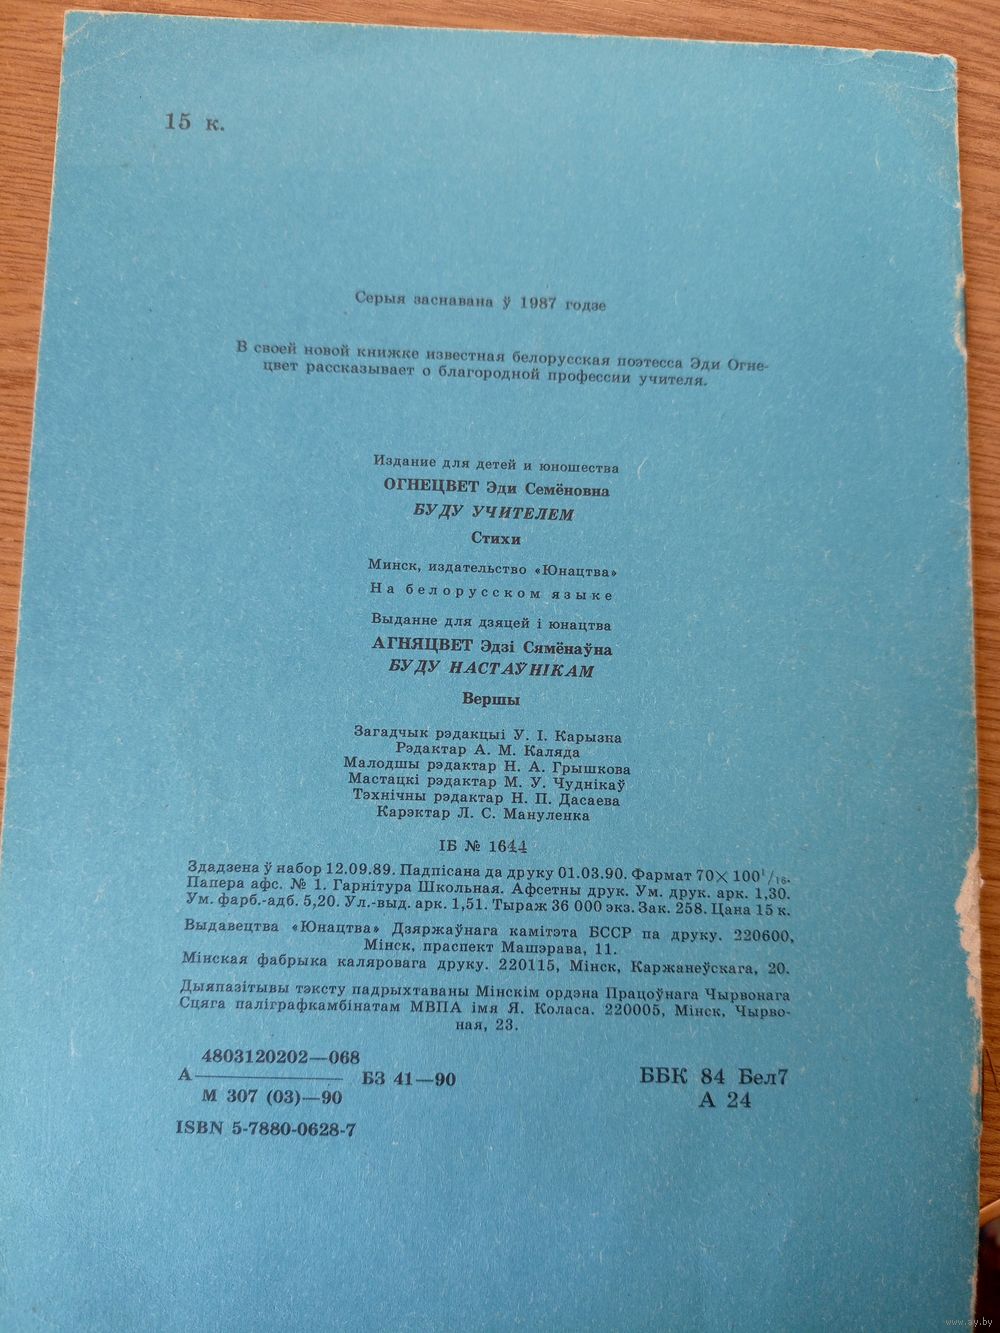 15 к.
Серыя заснавана ў 1987 годзе
В своей новой книжке известная белорусская поэтесса Эди Огне-
цвет рассказывает о благородной профессии учителя.
Издание для детей и юношества
ОГНЕЦВЕТ Эди Семёновна
БУДУ УЧИТЕЛЕМ
Стихи
Минск, издательство «Юнацтва»
На белорусском языке
Выданне для дзяцей і юнацтва
АГНЯЦВЕТ Эдзі Сямёнаўна
БУДУ НАСТАЎНІКАМ
Вершы
Загадчык рэдакцыі У. І. Карызна
Рэдактар А. М. Каляда
Малодшы рэдактар Н. А. Грышкова
Мастацкі рэдактар М. У. Чуднікаў
Тэхнічны рэдактар Н. П. Дасаева
Карэктар Л. С. Мануленка
ІБ № 1644
Здадзена ў набор 12.09.89. Падпісана да друку 01.03.90. Фармат 70×100¹/₁₆.
Папера афс. № 1. Гарнітура Школьная. Афсетны друк. Ум. друк. арк. 1,30.
Ум. фарб.-адб. 5,20. Ул.-выд. арк. 1,51. Тыраж 36 000 экз. Зак. 258. Цана 15 к.
Выдавецтва «Юнацтва» Дзяржаўнага камітэта БССР па друку. 220600,
Мінск, праспект Машэрава, 11.
Мінская фабрыка каляровага друку. 220115, Мінск, Каржанеўскага, 20.
Дыяпазітывы тэксту падрыхтаваны Мінскім ордэна Працоўнага Чырвонага
Сцяга паліграфкамбінатам МВПА імя Я. Коласа. 220005, Мінск, Чырво-
ная, 23.
4803120202—068
А БЗ 41—90
М 307 (03)—90
ББК 84 Бел7
А 24
ISBN 5-7880-0628-7
www.ay.by